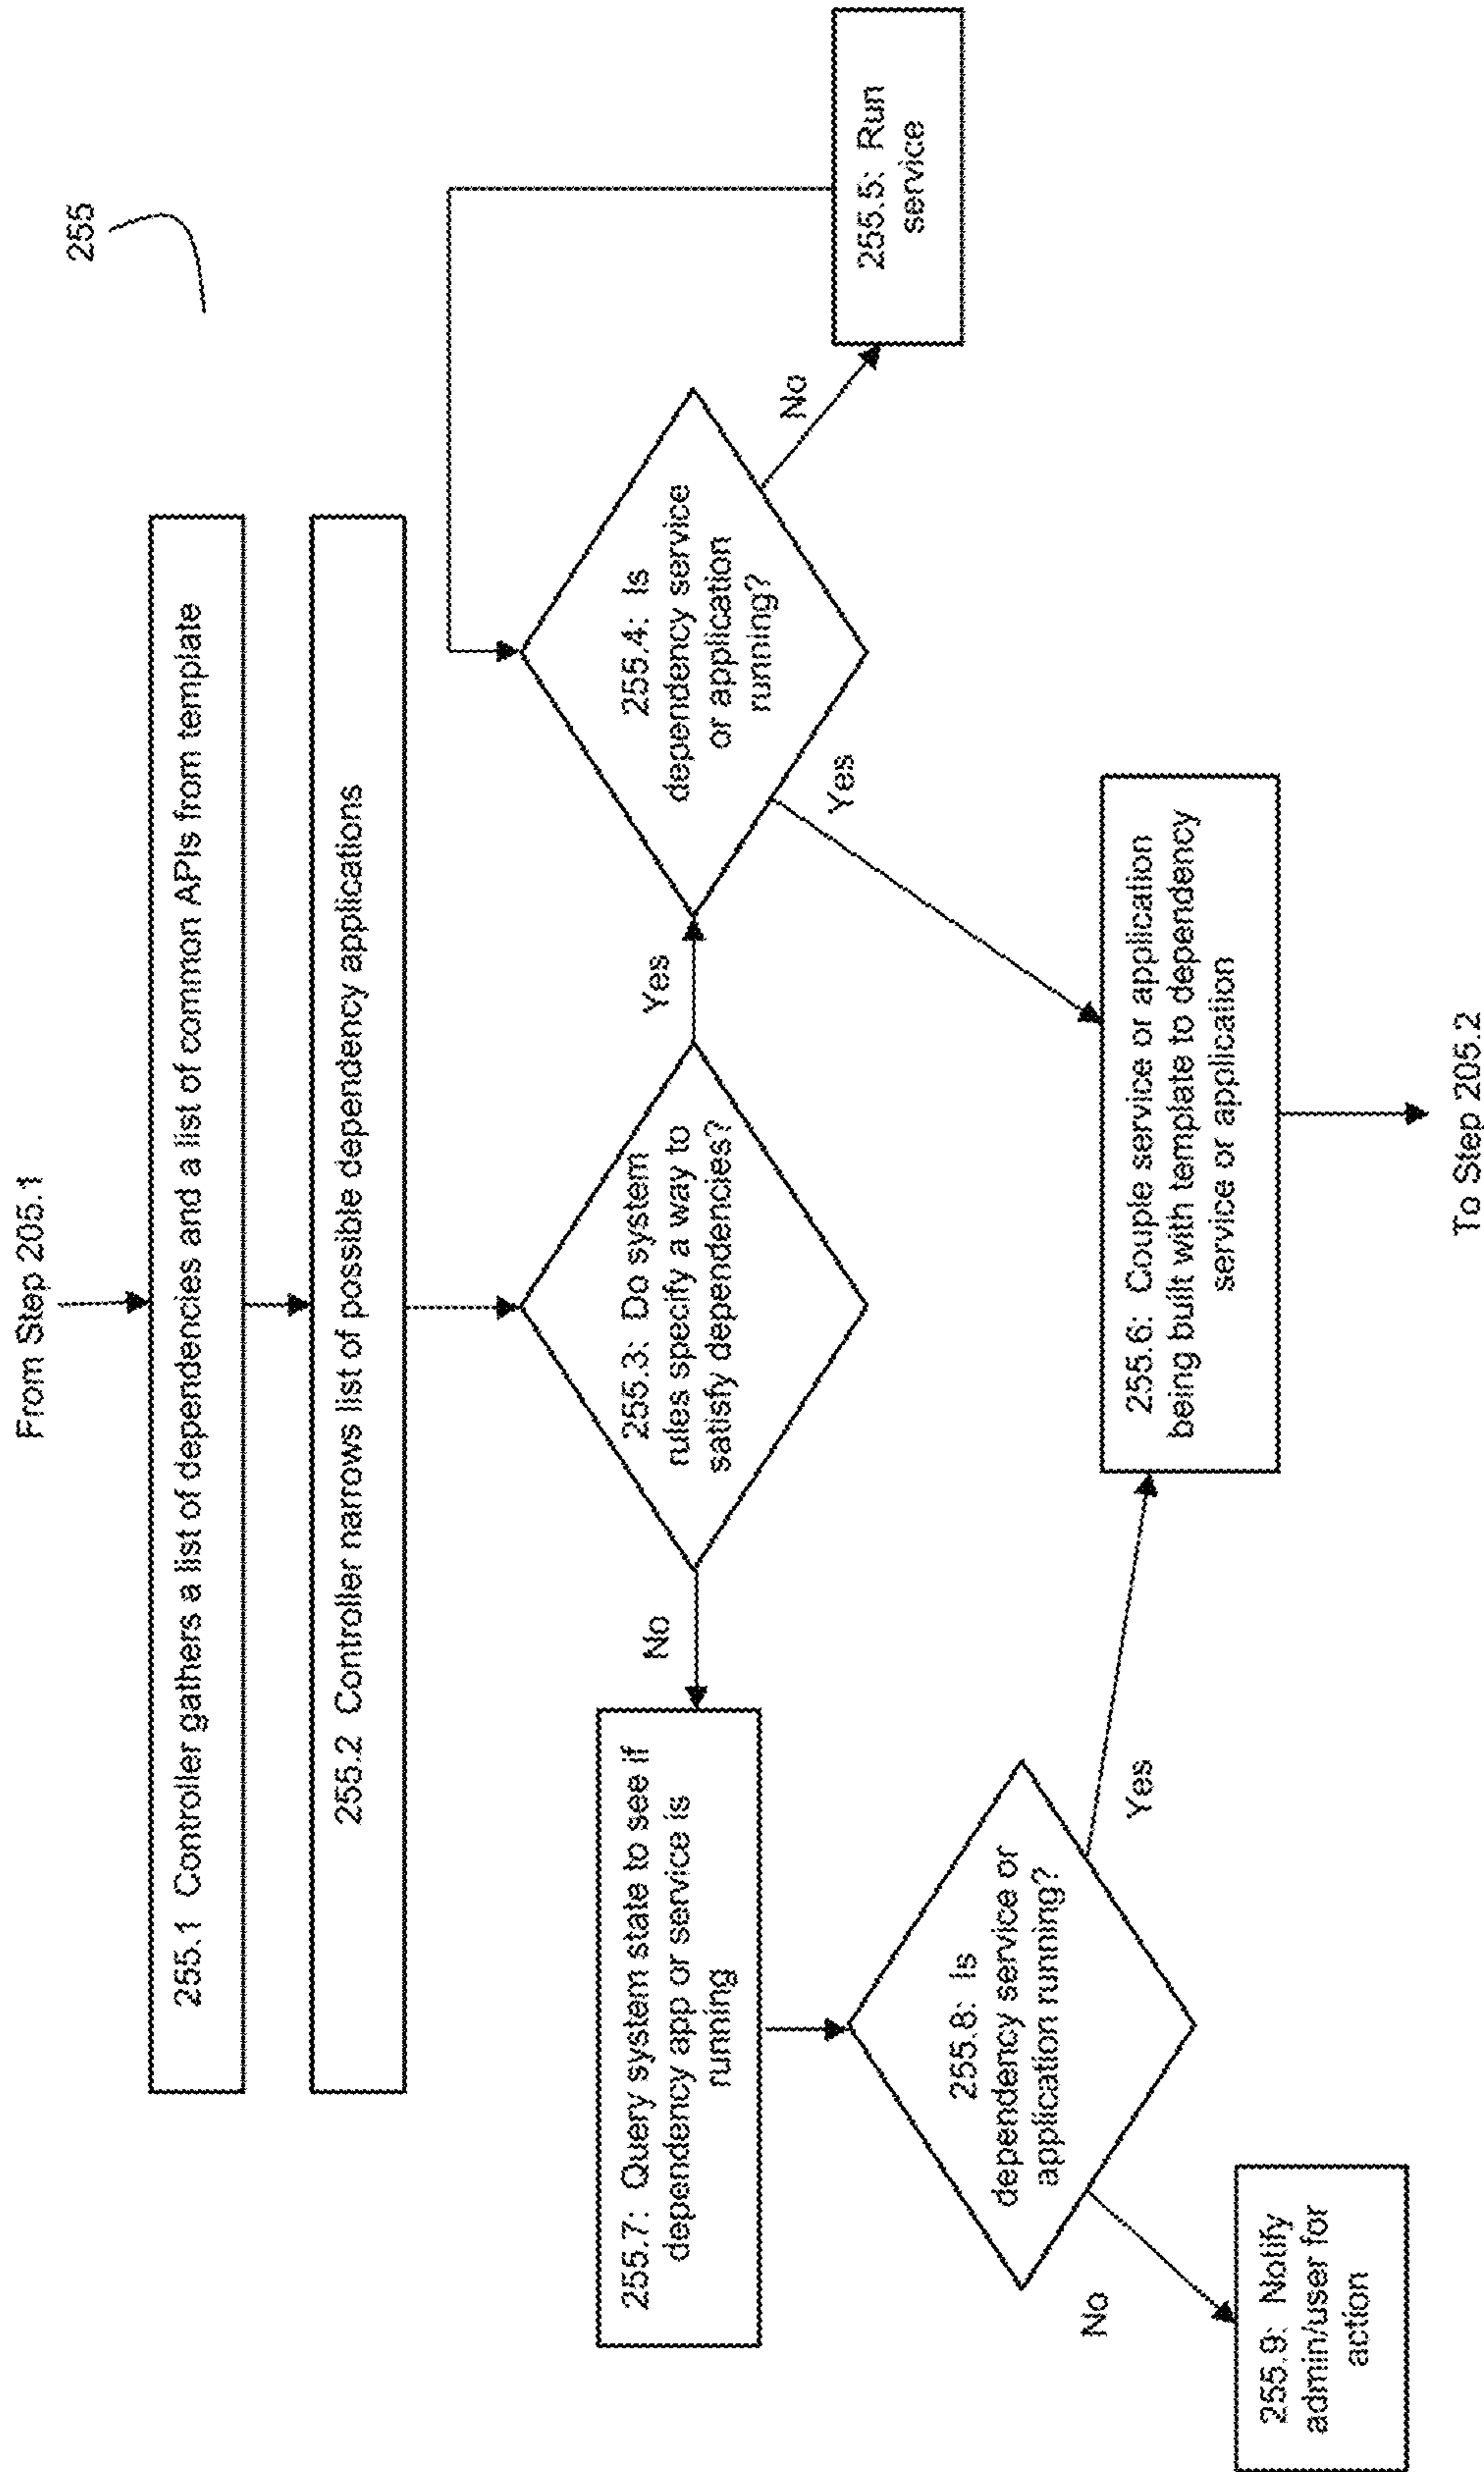 255
From Step 205.1
255.1 Controller gathers a list of dependencies and a list of common APIs from template
255.2 Controller narrows list of possible dependency applications
255.3: Do system
rules specify a way to
satisfy dependencies?
Yes
No
255.4: Is
dependency service
or application
running?
No
Yes
255.5: Run
service
255.7: Query system state to see if
dependency app or service is
running
255.8: Is
dependency service or
application running?
Yes
No
255.6: Couple service or application
being built with template to dependency
service or application
255.9: Notify
admin/user for
action
To Step 205.2